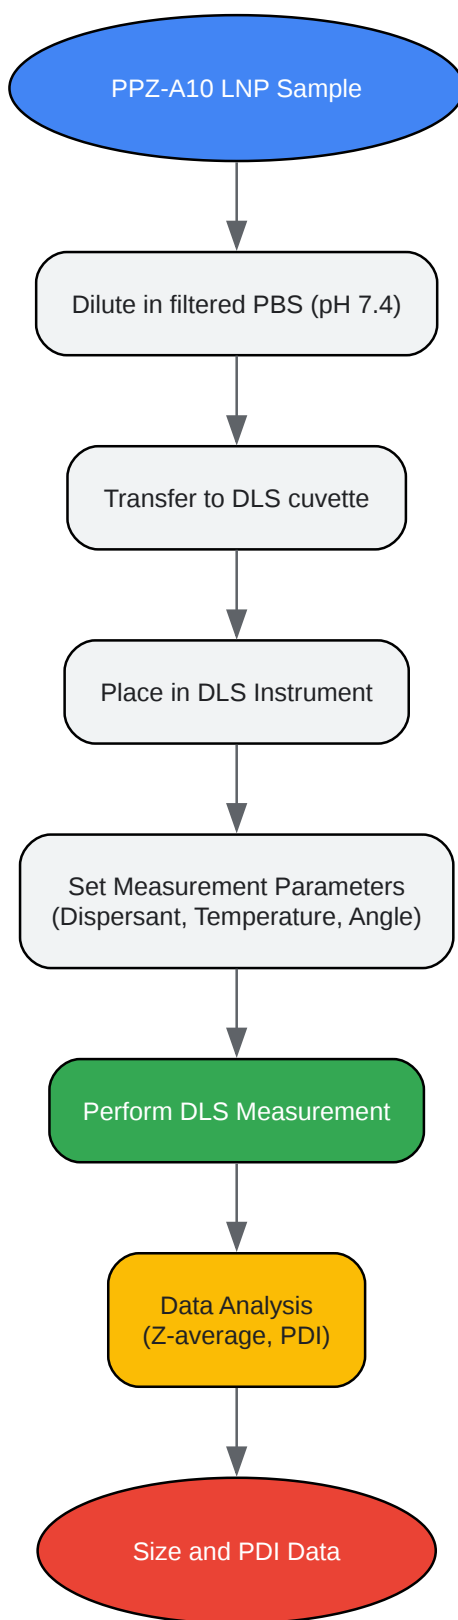 PPZ-A10 LNP Sample
Dilute in filtered PBS (pH 7.4)
Transfer to DLS cuvette
Place in DLS Instrument
Set Measurement Parameters
(Dispersant, Temperature, Angle)
Perform DLS Measurement
Data Analysis
(Z-average, PDI)
Size and PDI Data